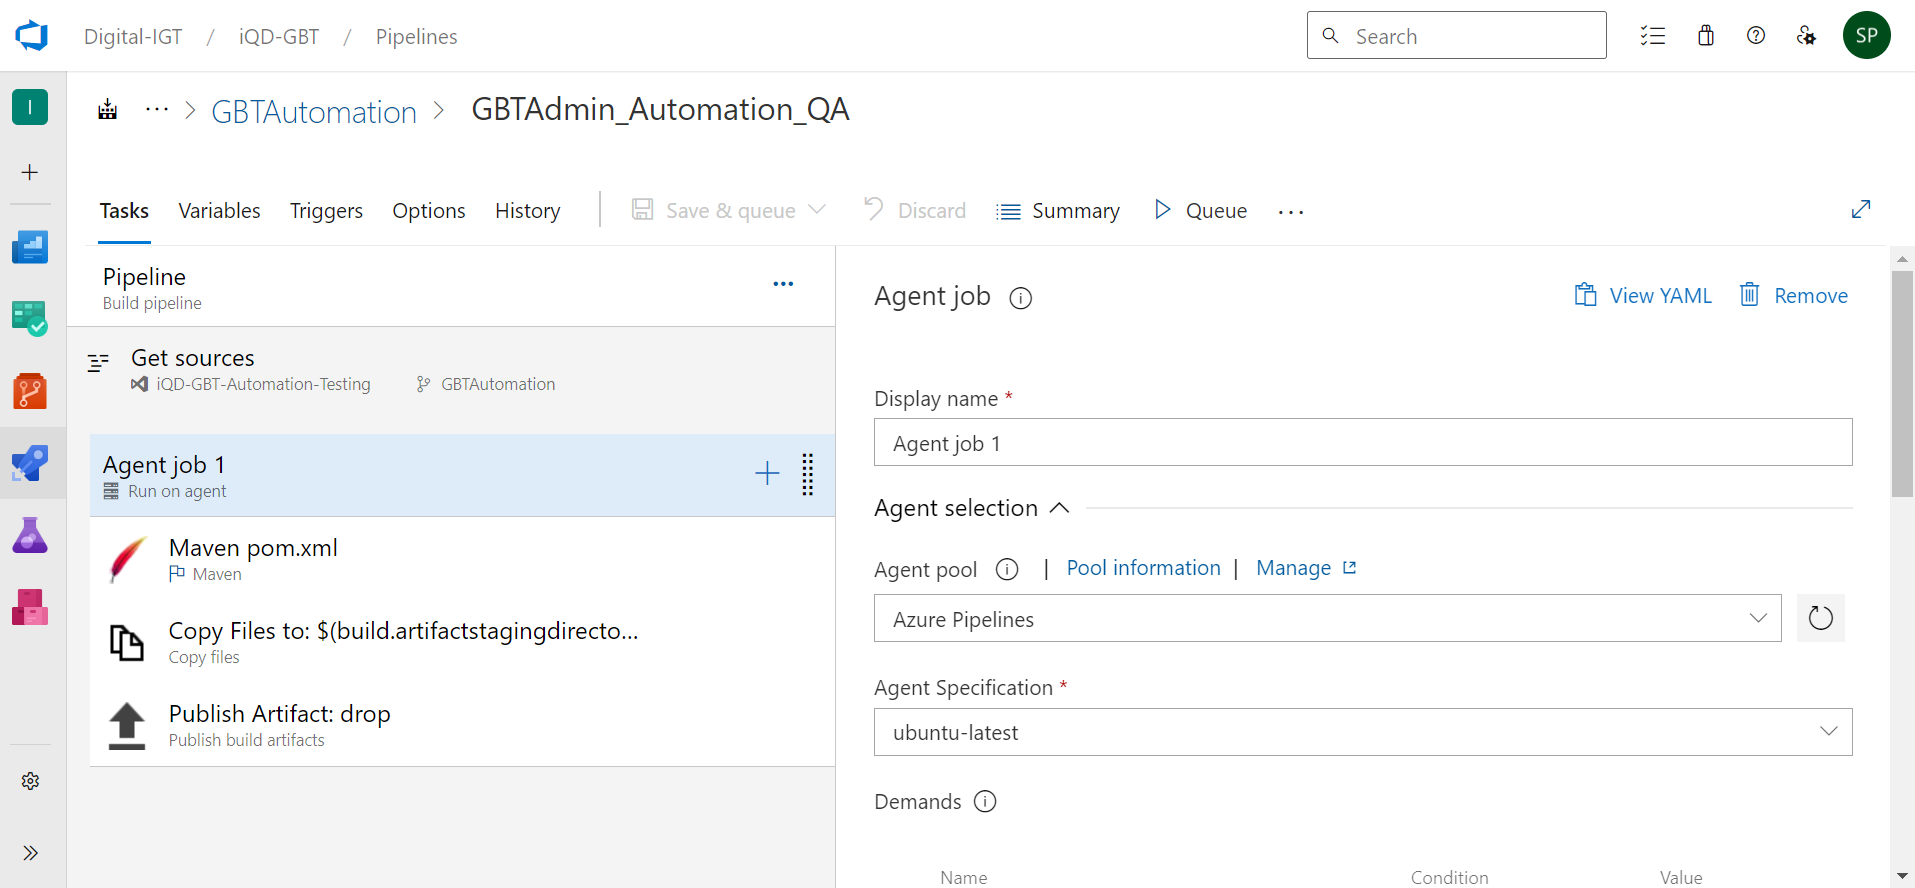 Digital-IGT / iQD-GBT / Pipelines
Search
SP
I
··· > GBTAutomation > GBTAdmin_Automation_QA
Tasks Variables Triggers Options History Save & queue Discard Summary Queue ...
Pipeline
Build pipeline
Get sources
iQD-GBT-Automation-Testing GBTAutomation
Agent job 1
Run on agent
Maven pom.xml
Maven
Copy Files to: $(build.artifactstagingdirecto...
Copy files
Publish Artifact: drop
Publish build artifacts
Agent job
View YAML Remove
Display name *
Agent job 1
Agent selection
Agent pool | Pool information | Manage
Azure Pipelines
Agent Specification *
ubuntu-latest
Demands
Name Condition Value